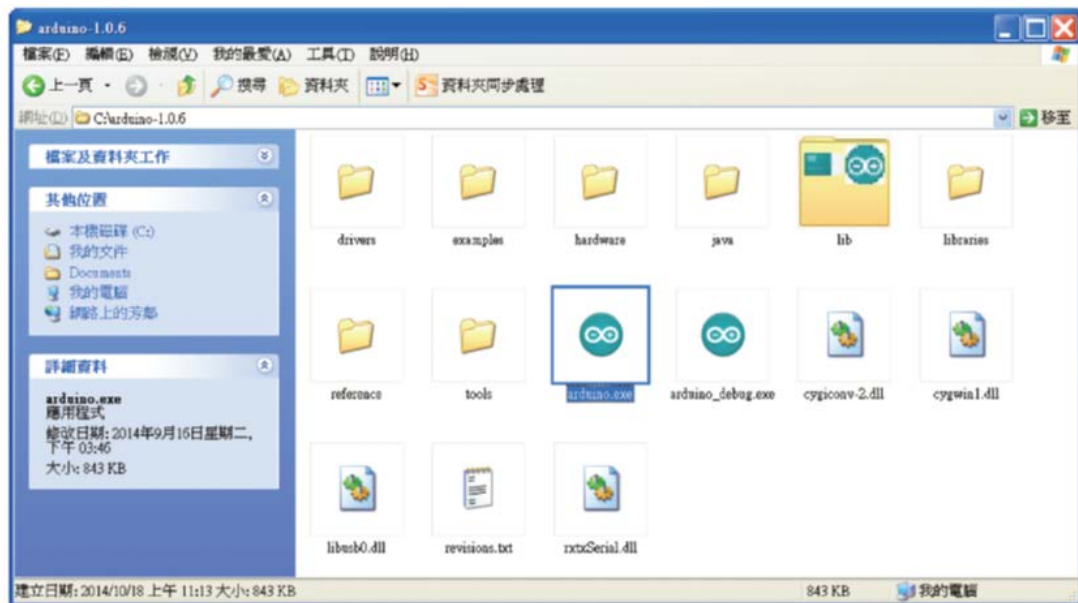 arduino-1.0.6
檔案(F) 編輯(E) 檢視(V) 我的最愛(A) 工具(T) 說明(H)
上一頁 搜尋 資料夾 資料夾同步處理
網址(D) C:\arduino-1.0.6 移至
檔案及資料夾工作
其他位置
本機磁碟 (C:)
我的文件
Documents
我的電腦
網路上的芳鄰
詳細資料
arduino.exe
應用程式
修改日期: 2014年9月16日星期二,
下午 03:46
大小: 843 KB
drivers examples hardware java lib libraries
reference tools arduino.exe arduino_debug.exe cygiconv-2.dll cygwin1.dll
libusb0.dll revisions.txt rxtxSerial.dll
建立日期: 2014/10/18 上午 11:13 大小: 843 KB 843 KB 我的電腦